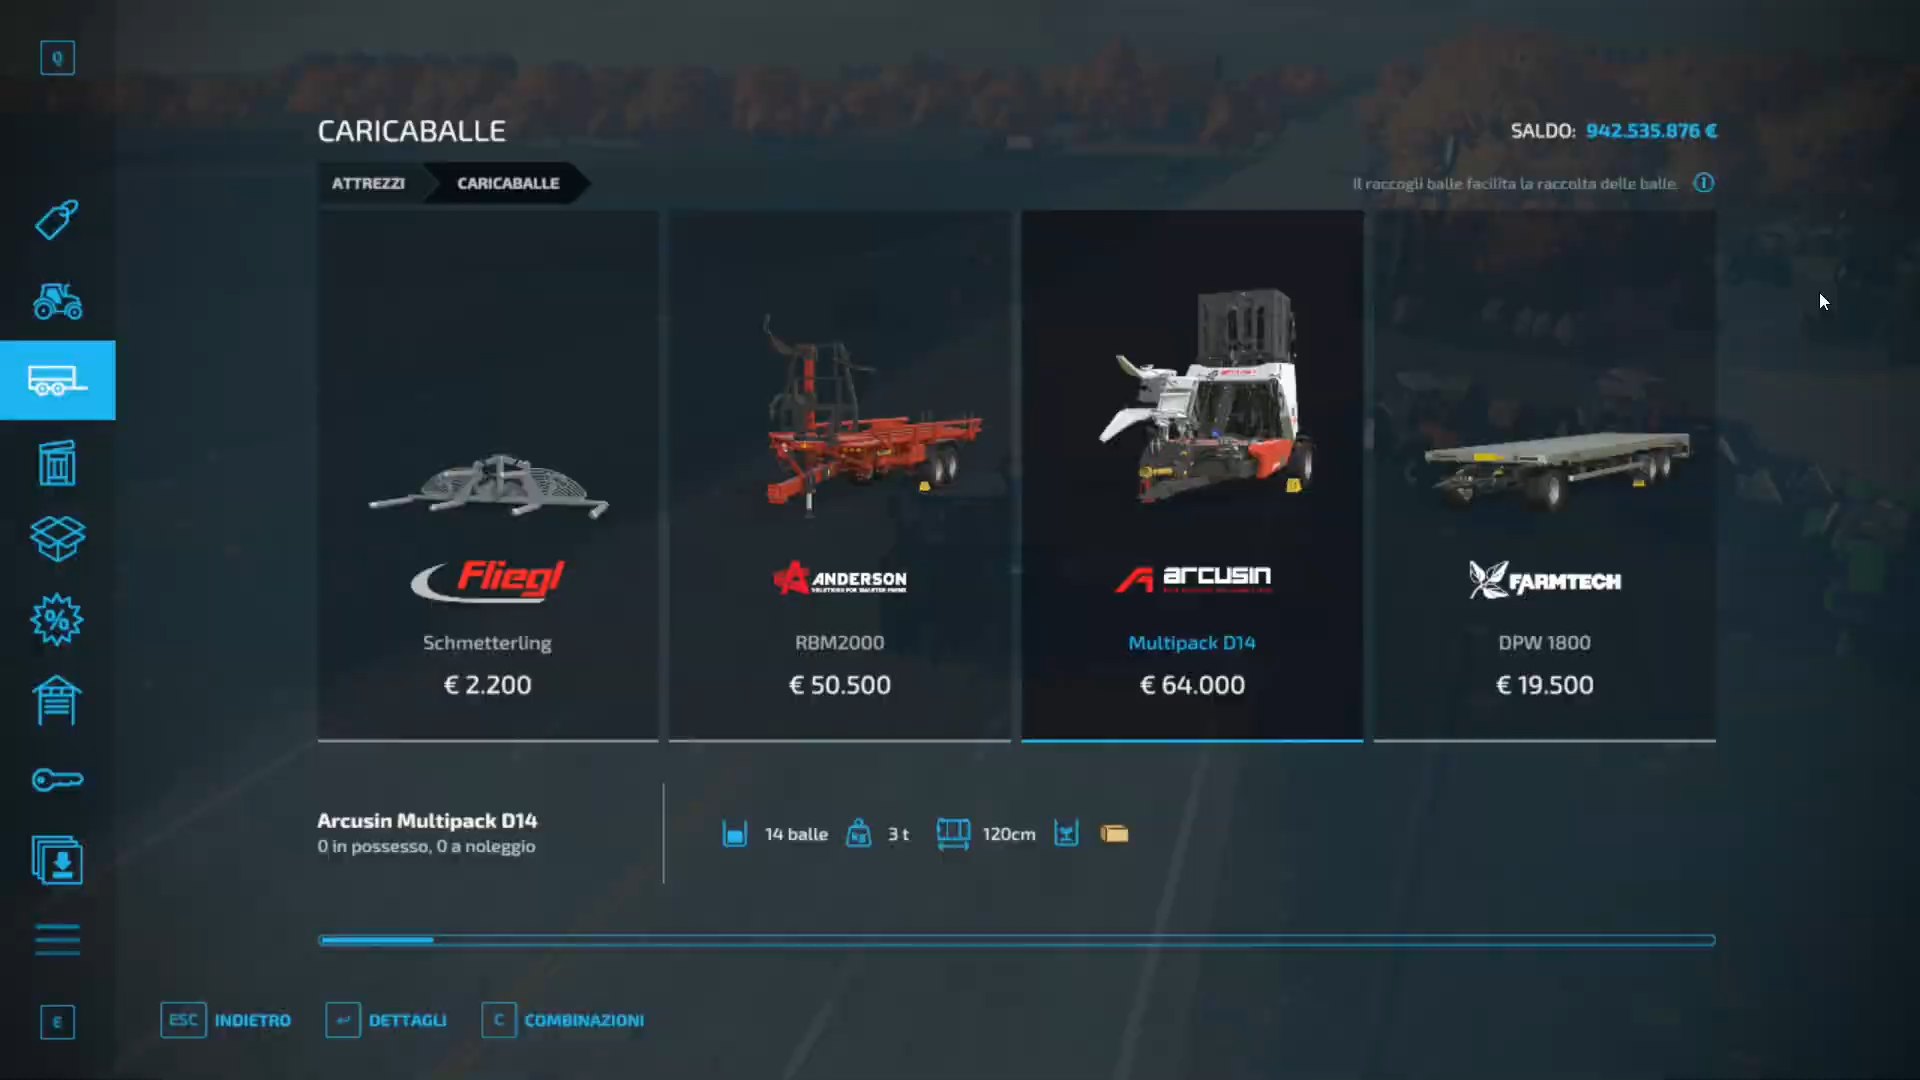 Q
CARICABALLE
SALDO: 942.535.876 €
ATTREZZI
CARICABALLE
Il raccogli balle facilita la raccolta delle balle.
Fliegl
ANDERSON
ARCUSIN
FARMTECH
Schmetterling
RBM2000
Multipack D14
DPW 1800
€ 2.200
€ 50.500
€ 64.000
€ 19.500
Arcusin Multipack D14
0 in possesso, 0 a noleggio
14 balle
kg
3 t
120cm
E
ESC INDIETRO
DETTAGLI
C COMBINAZIONI